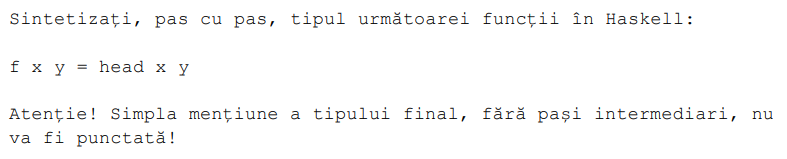 Sintetizați, pas cu pas, tipul următoarei funcții în Haskell:
f x y = head x y
Atenție! Simpla mențiune a tipului final, fără pași intermediari, nu
va fi punctată!